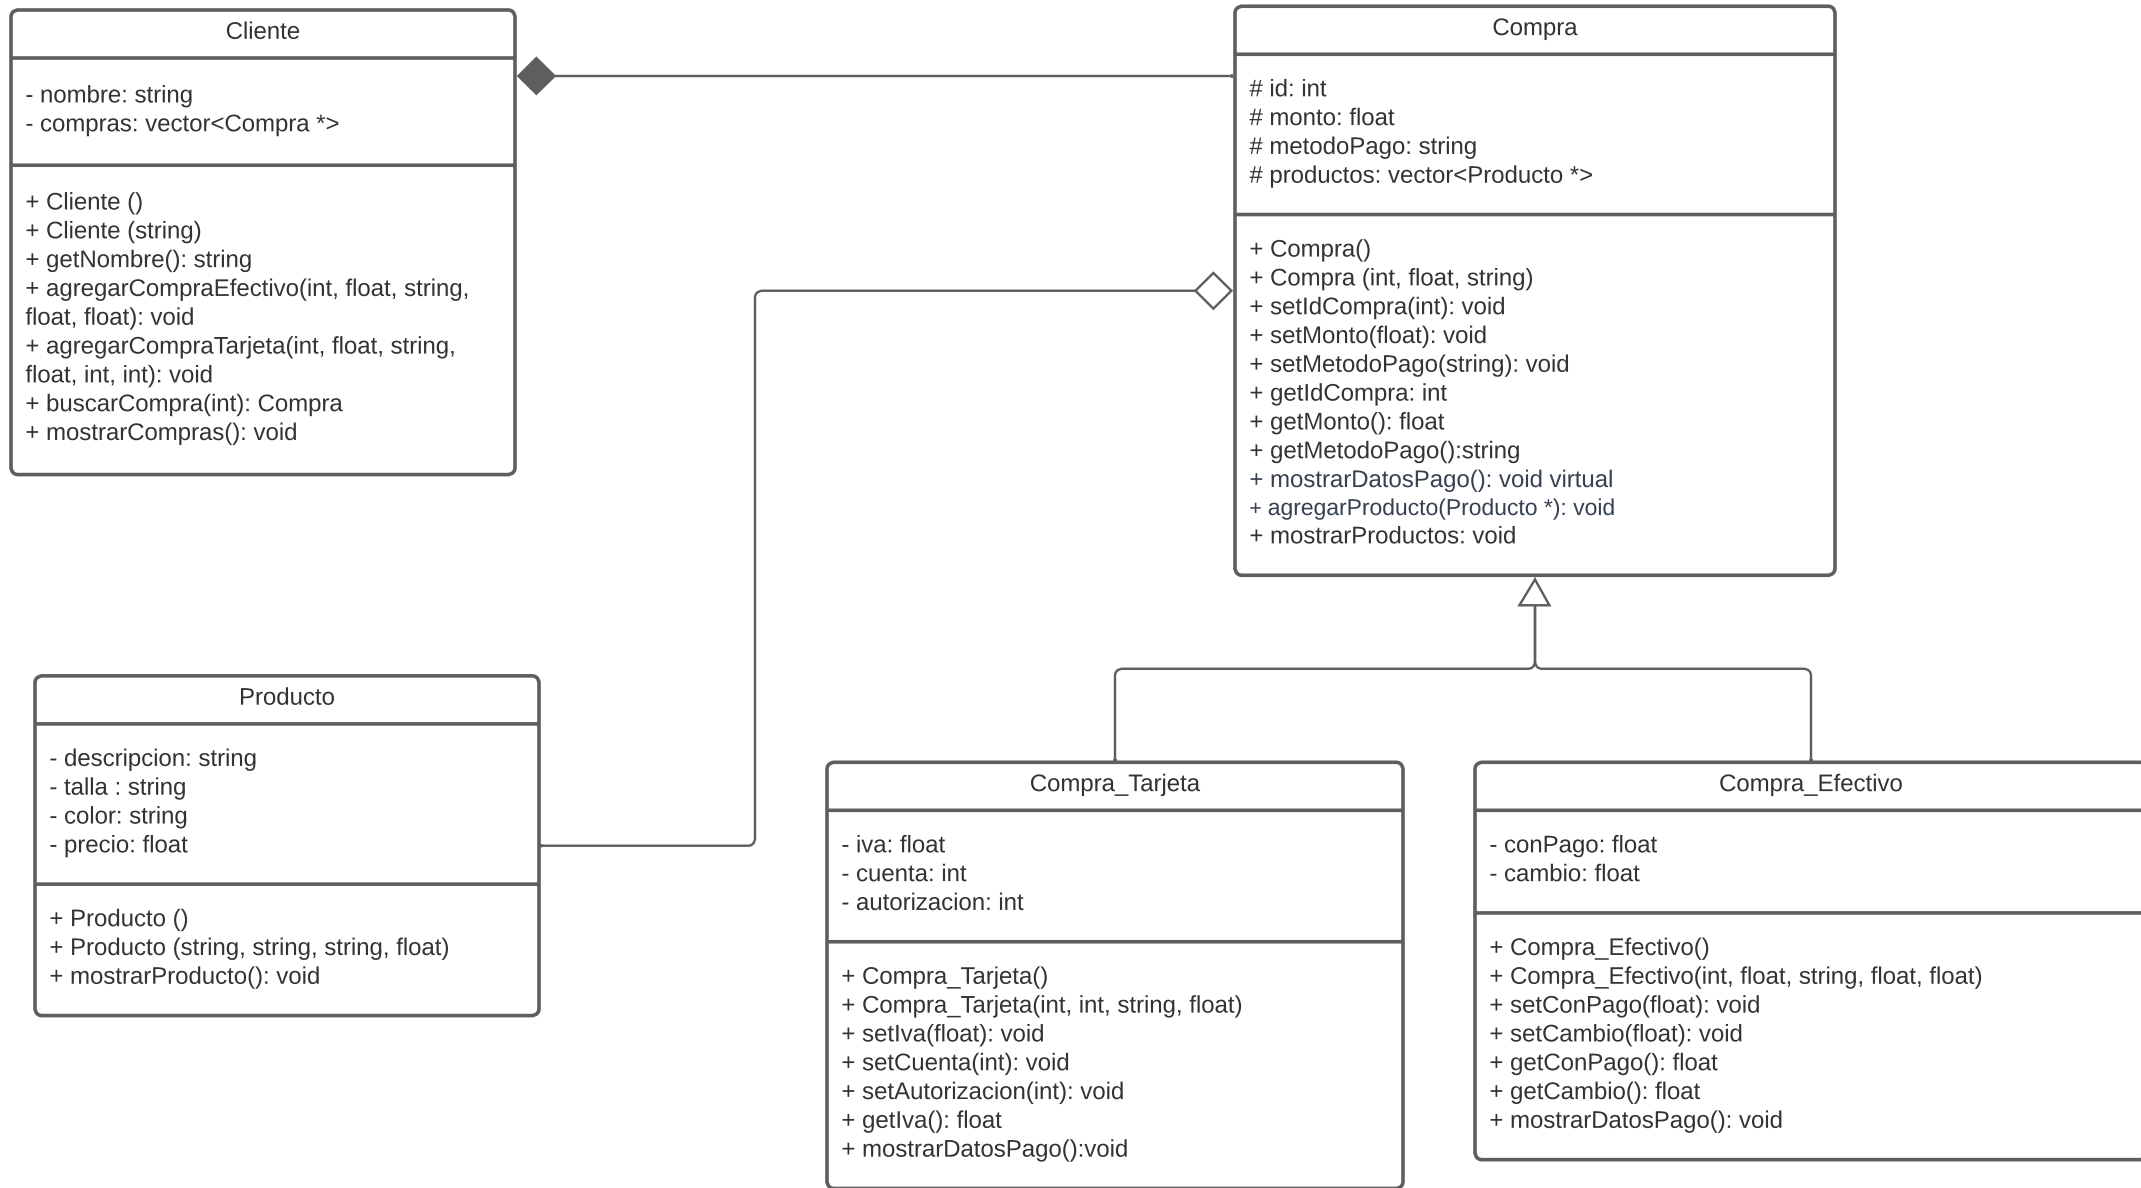 Cliente
- nombre: string
- compras: vector<Compra *>
+ Cliente ()
+ Cliente (string)
+ getNombre(): string
+ agregarCompraEfectivo(int, float, string,
float, float): void
+ agregarCompraTarjeta(int, float, string,
float, int, int): void
+ buscarCompra(int): Compra
+ mostrarCompras(): void
Compra
# id: int
# monto: float
# metodoPago: string
# productos: vector<Producto *>
+ Compra()
+ Compra (int, float, string)
+ setIdCompra(int): void
+ setMonto(float): void
+ setMetodoPago(string): void
+ getIdCompra: int
+ getMonto(): float
+ getMetodoPago():string
+ mostrarDatosPago(): void virtual
+ agregarProducto(Producto *): void
+ mostrarProductos: void
Producto
- descripcion: string
- talla : string
- color: string
- precio: float
+ Producto ()
+ Producto (string, string, string, float)
+ mostrarProducto(): void
Compra_Tarjeta
- iva: float
- cuenta: int
- autorizacion: int
+ Compra_Tarjeta()
+ Compra_Tarjeta(int, int, string, float)
+ setIva(float): void
+ setCuenta(int): void
+ setAutorizacion(int): void
+ getIva(): float
+ mostrarDatosPago():void
Compra_Efectivo
- conPago: float
- cambio: float
+ Compra_Efectivo()
+ Compra_Efectivo(int, float, string, float, float)
+ setConPago(float): void
+ setCambio(float): void
+ getConPago(): float
+ getCambio(): float
+ mostrarDatosPago(): void